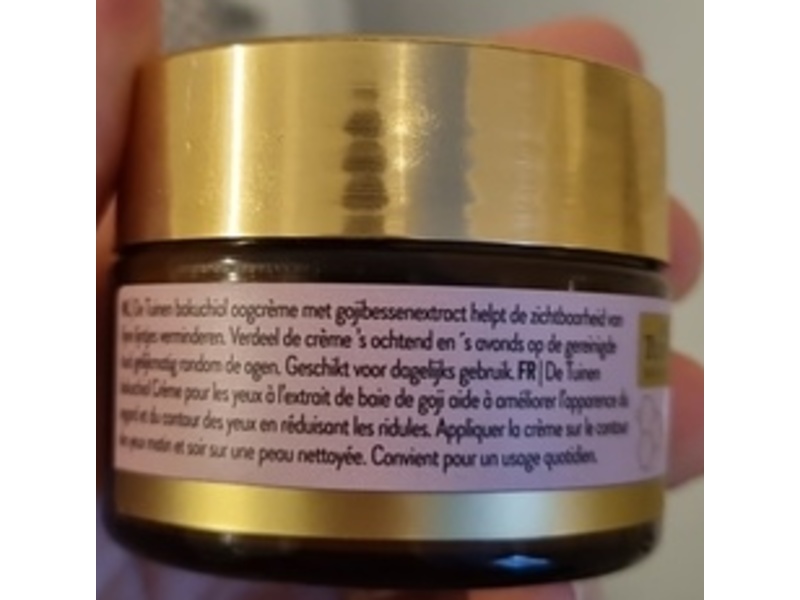 NL | De Tuinen bakuchiol oogcrème met gojibessenextract helpt de zichtbaarheid van
fijne lijntjes verminderen. Verdeel de crème 's ochtend en 's avonds op de gereinigde
huid gelijkmatig rondom de ogen. Geschikt voor dagelijks gebruik. FR | De Tuinen
bakuchiol Crème pour les yeux à l'extrait de baie de goji aide à améliorer l'apparence du
regard et du contour des yeux en réduisant les ridules. Appliquer la crème sur le contour
des yeux matin et soir sur une peau nettoyée. Convient pour un usage quotidien.